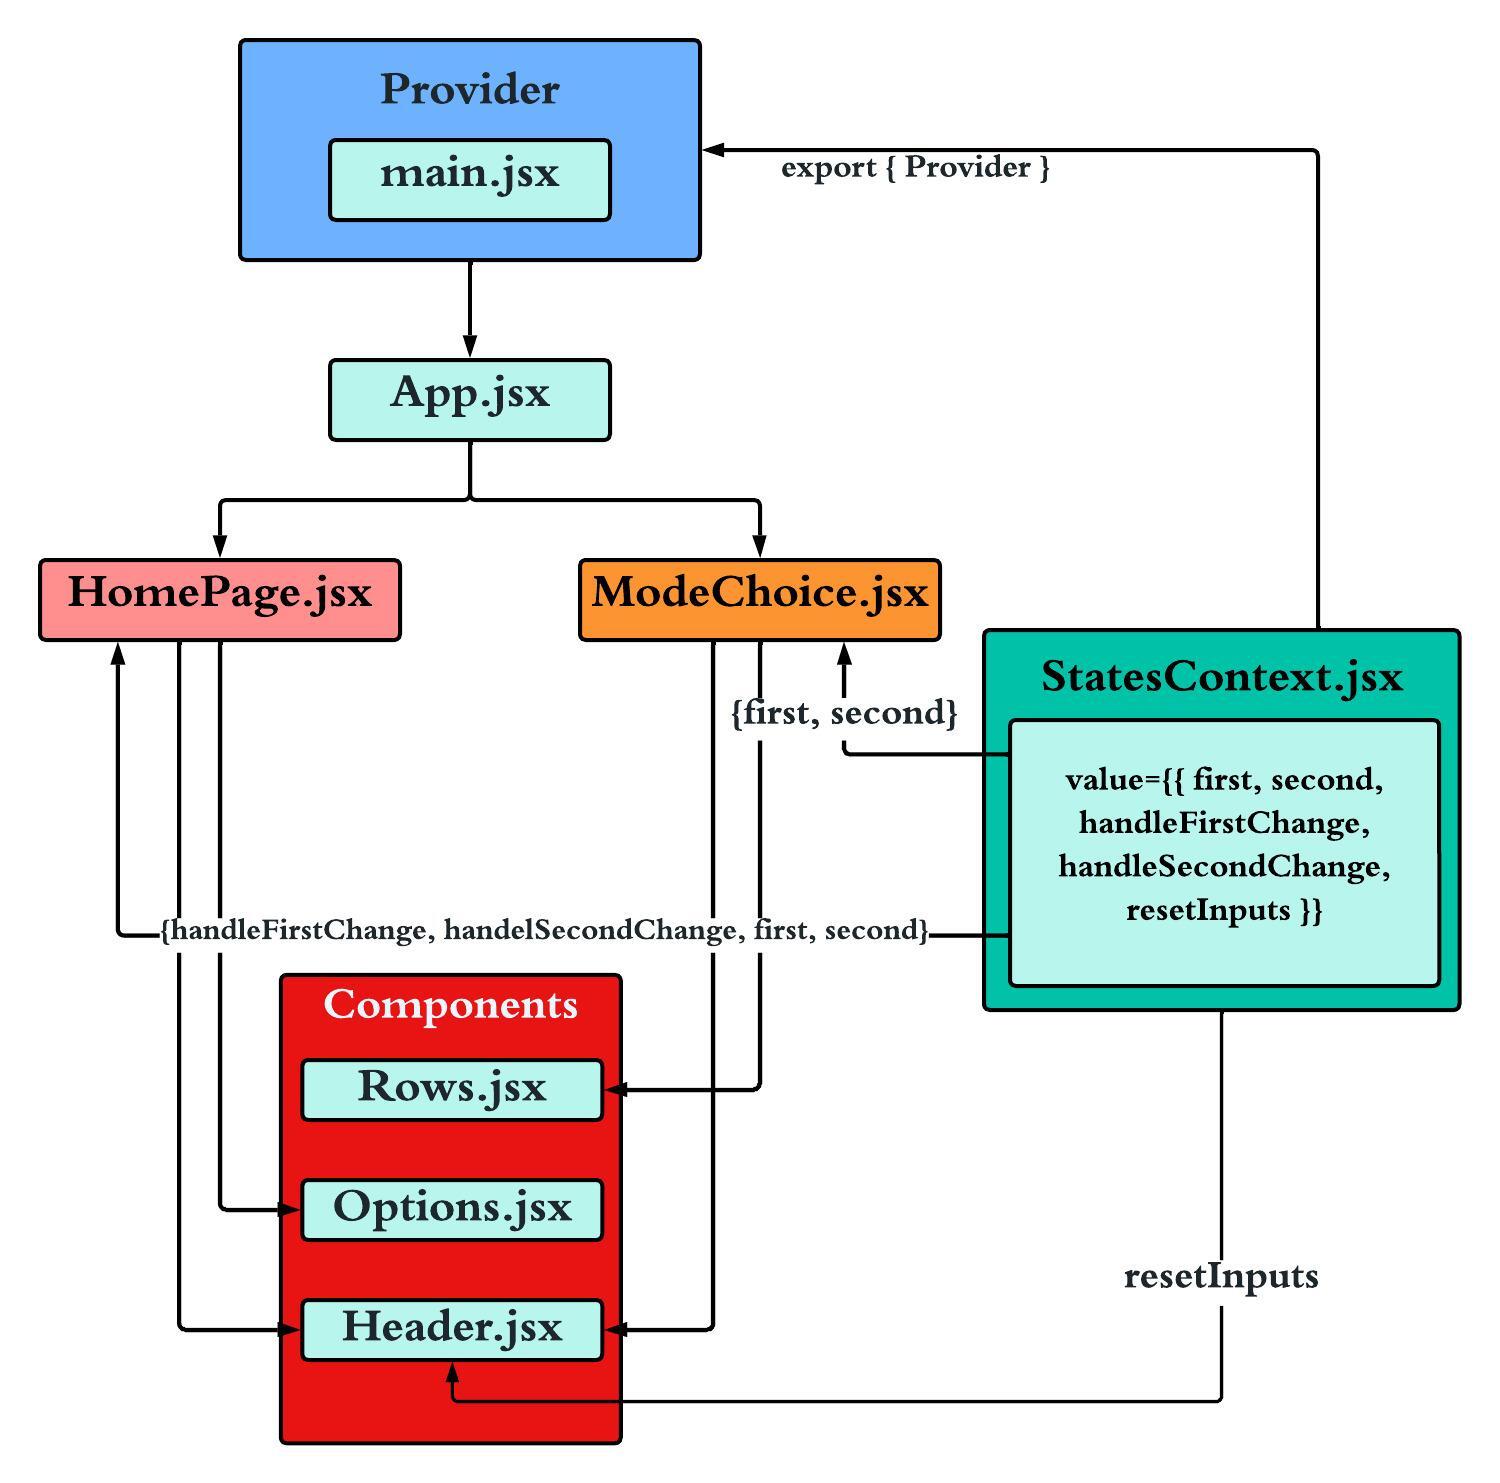 Provider
main.jsx
export { Provider }
App.jsx
HomePage.jsx
ModeChoice.jsx
StatesContext.jsx
{first, second}
value={{ first, second,
handleFirstChange,
handleSecondChange,
resetInputs }}
{handleFirstChange, handelSecondChange, first, second}
Components
Rows.jsx
Options.jsx
resetInputs
Header.jsx